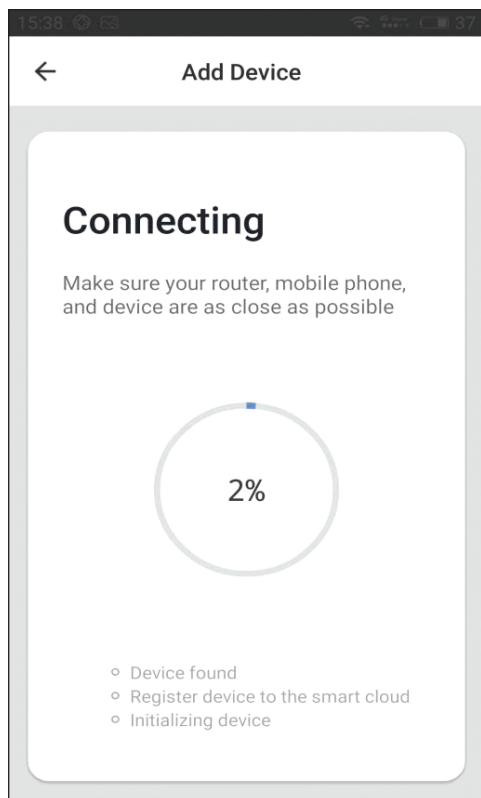 15:38
37
Add Device
Connecting
Make sure your router, mobile phone,
and device are as close as possible
2%
Device found
Register device to the smart cloud
Initializing device